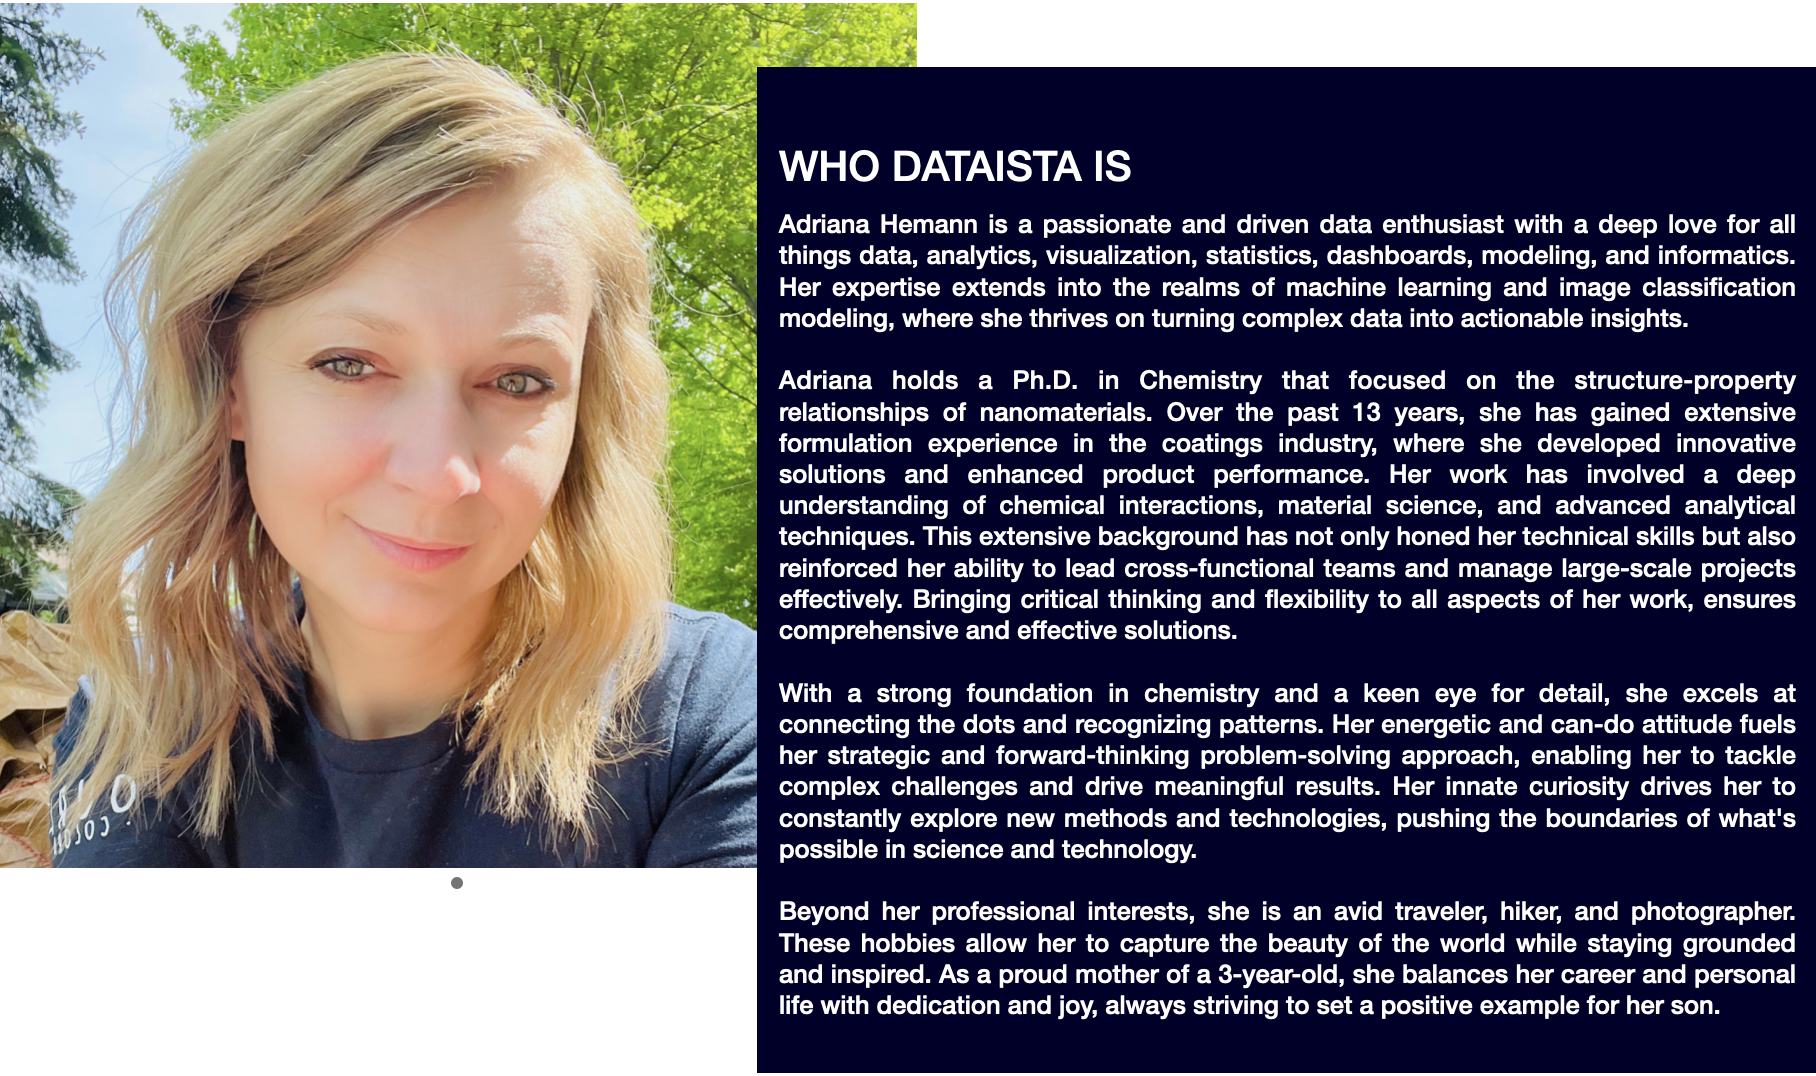 WHO DATAISTA IS
Adriana Hemann is a passionate and driven data enthusiast with a deep love for all
things data, analytics, visualization, statistics, dashboards, modeling, and informatics.
Her expertise extends into the realms of machine learning and image classification
modeling, where she thrives on turning complex data into actionable insights.
Adriana holds a Ph.D. in Chemistry that focused on the structure-property
relationships of nanomaterials. Over the past 13 years, she has gained extensive
formulation experience in the coatings industry, where she developed innovative
solutions and enhanced product performance. Her work has involved a deep
understanding of chemical interactions, material science, and advanced analytical
techniques. This extensive background has not only honed her technical skills but also
reinforced her ability to lead cross-functional teams and manage large-scale projects
effectively. Bringing critical thinking and flexibility to all aspects of her work, ensures
comprehensive and effective solutions.
With a strong foundation in chemistry and a keen eye for detail, she excels at
connecting the dots and recognizing patterns. Her energetic and can-do attitude fuels
her strategic and forward-thinking problem-solving approach, enabling her to tackle
complex challenges and drive meaningful results. Her innate curiosity drives her to
constantly explore new methods and technologies, pushing the boundaries of what's
possible in science and technology.
Beyond her professional interests, she is an avid traveler, hiker, and photographer.
These hobbies allow her to capture the beauty of the world while staying grounded
and inspired. As a proud mother of a 3-year-old, she balances her career and personal
life with dedication and joy, always striving to set a positive example for her son.